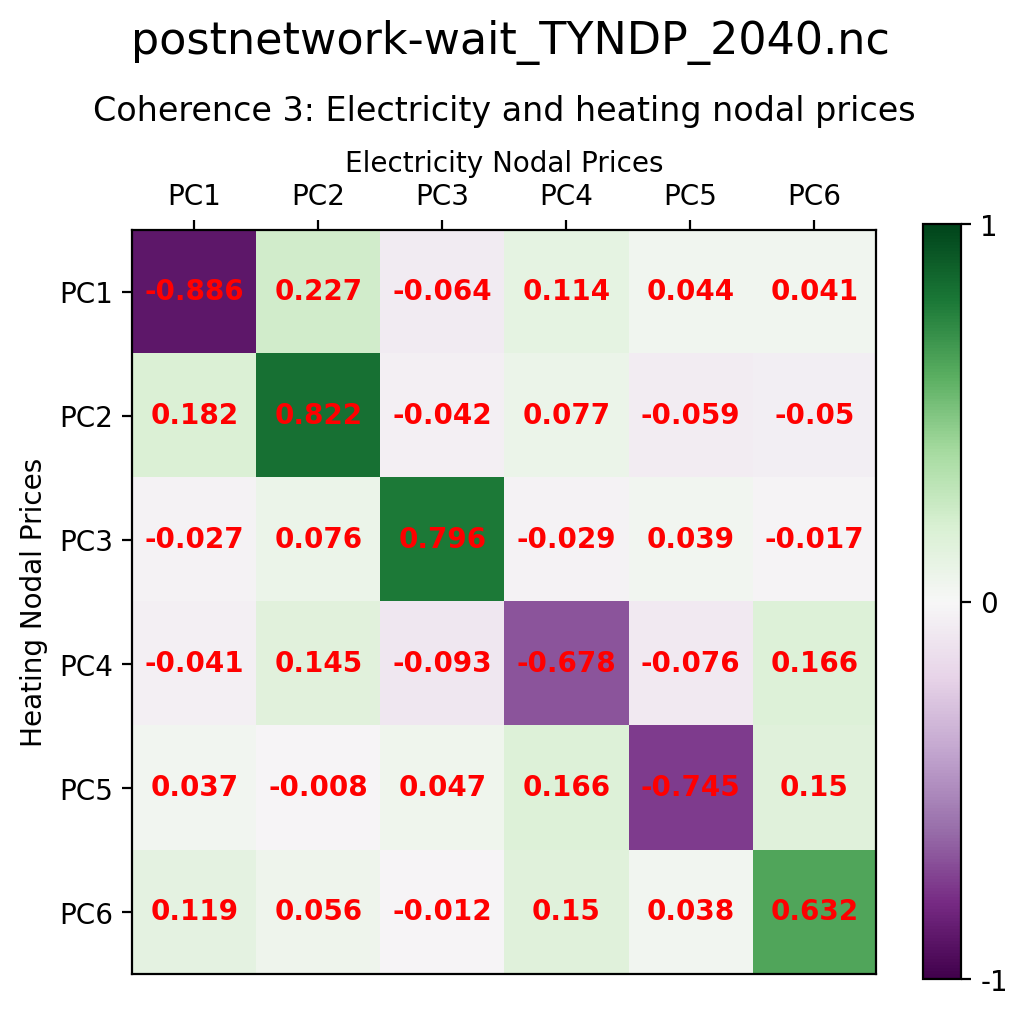 postnetwork-wait_TYNDP_2040.nc
Coherence 3: Electricity and heating nodal prices
Electricity Nodal Prices
PC1 PC2 PC3 PC4 PC5 PC6
Heating Nodal Prices
PC1 -0.886 0.227 -0.064 0.114 0.044 0.041
PC2 0.182 0.822 -0.042 0.077 -0.059 -0.05
PC3 -0.027 0.076 0.796 -0.029 0.039 -0.017
PC4 -0.041 0.145 -0.093 -0.678 -0.076 0.166
PC5 0.037 -0.008 0.047 0.166 -0.745 0.15
PC6 0.119 0.056 -0.012 0.15 0.038 0.632
1
0
-1